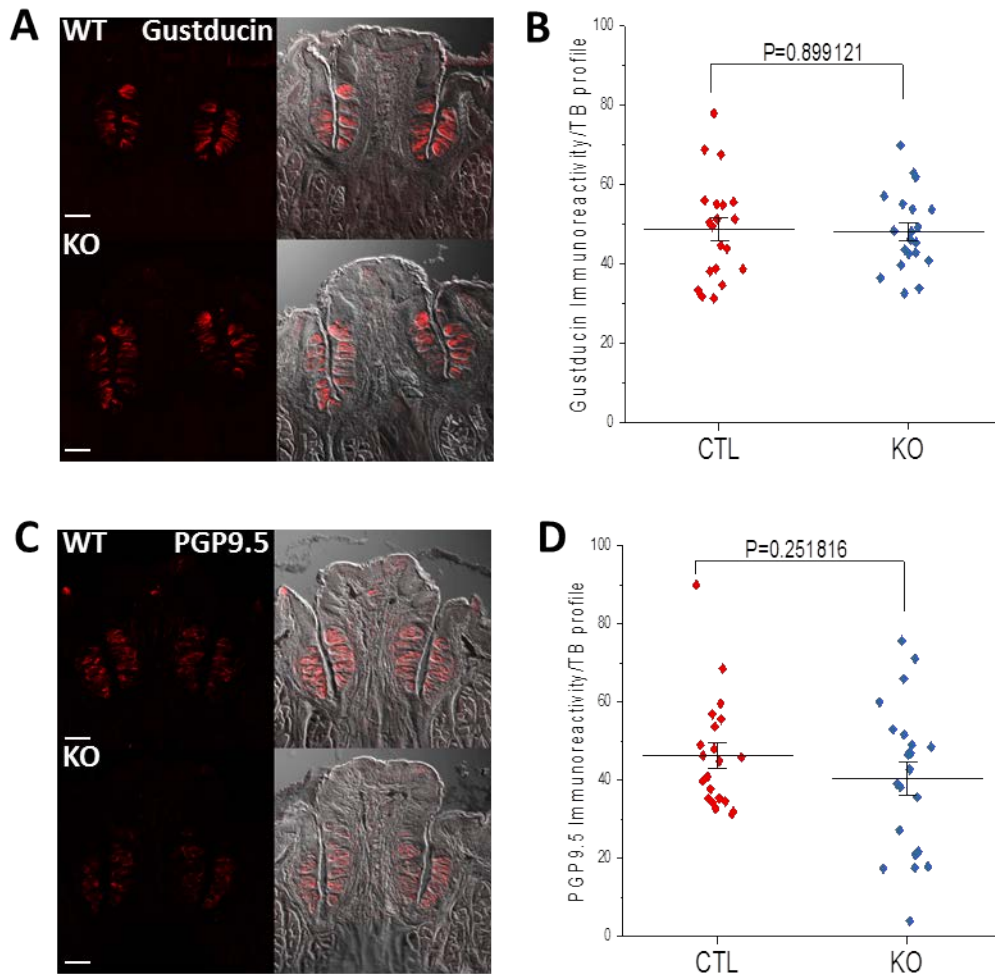 A
WT Gustducin
KO
B
P=0.899121
Gustducin Immunoreactivity/TB profile
100
80
60
40
20
0
CTL KO
C
WT PGP9.5
KO
D
P=0.251816
PGP9.5 Immunoreactivity/TB profile
100
80
60
40
20
0
CTL KO